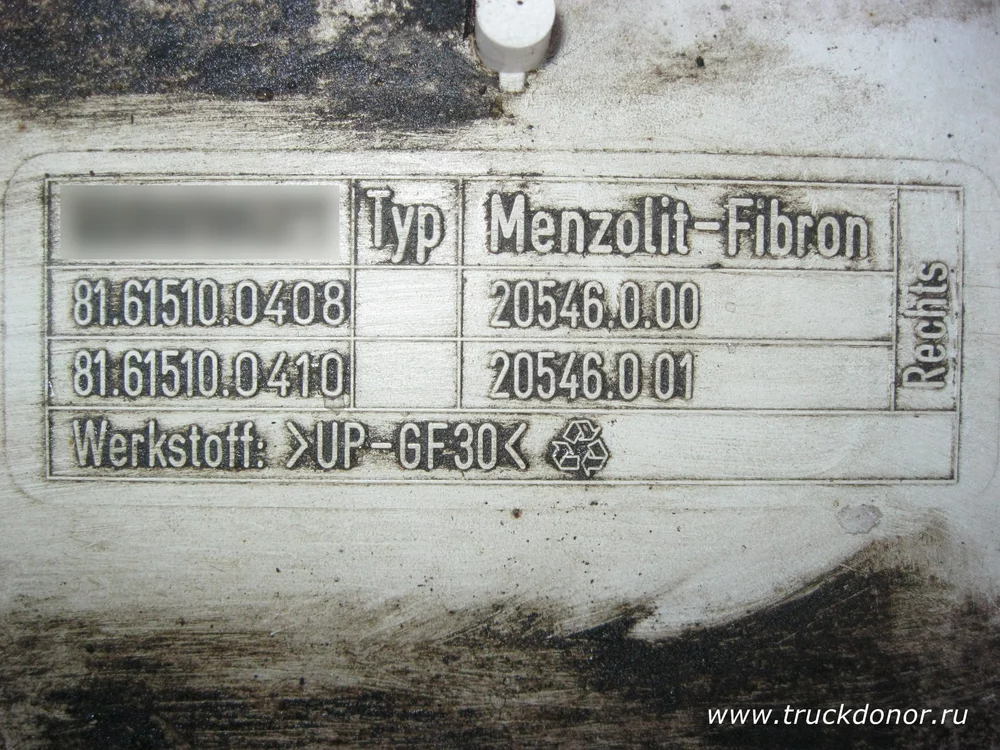 Typ Menzolit-Fibron
81.61510.0408 20546.0.00
81.61510.0410 20546.0 01
Werkstoff: >UP-GF30<
Rechts
www.truckdonor.ru